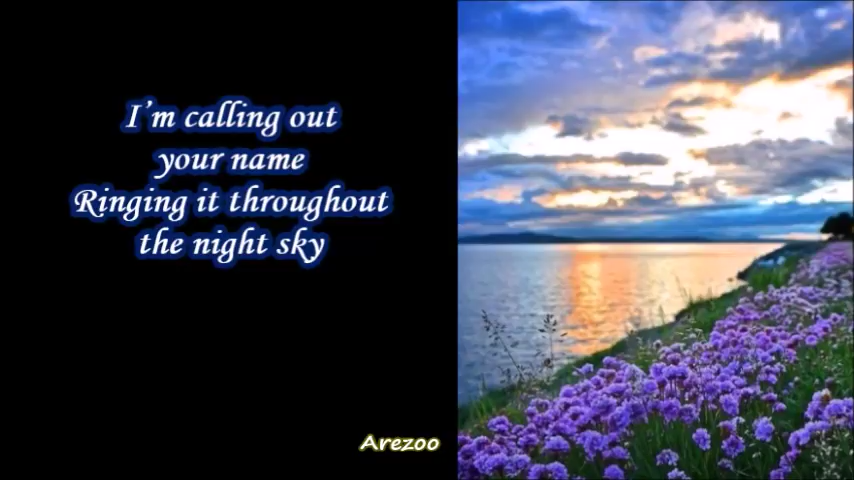 I'm calling out
your name
Ringing it throughout
the night sky
Arezoo